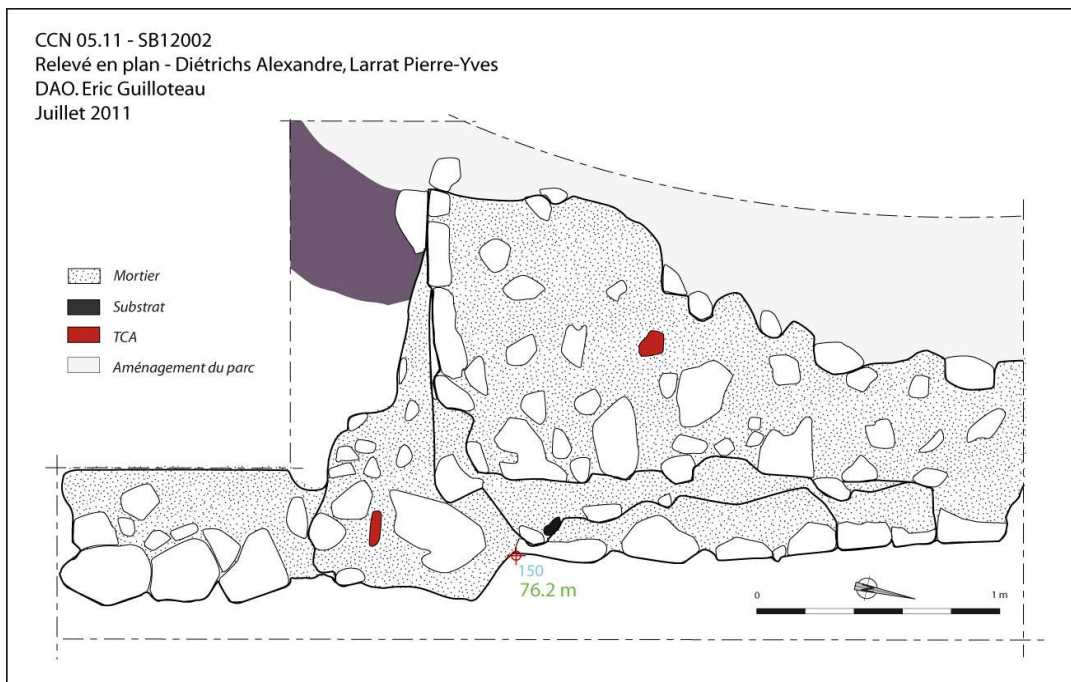 CCN 05.11 - SB12002
Relevé en plan - Diétrichs Alexandre, Larrat Pierre-Yves
DAO. Eric Guilloteau
Juillet 2011
Mortier
Substrat
TCA
Aménagement du parc
150
76.2 m
0 1 m